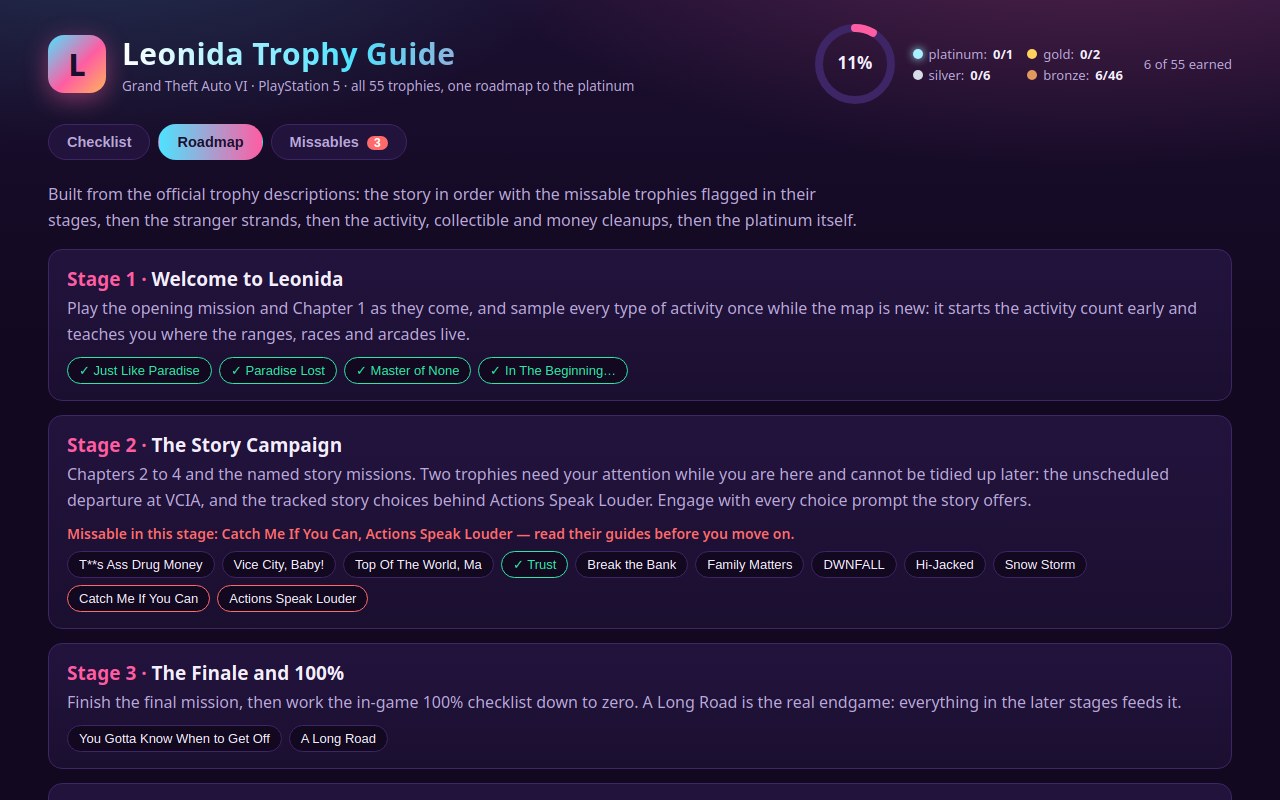 L
Leonida Trophy Guide
Grand Theft Auto VI · PlayStation 5 · all 55 trophies, one roadmap to the platinum
11%
platinum: 0/1 gold: 0/2
silver: 0/6 bronze: 6/46
6 of 55 earned
Checklist Roadmap Missables 3
Built from the official trophy descriptions: the story in order with the missable trophies flagged in their
stages, then the stranger strands, then the activity, collectible and money cleanups, then the platinum itself.
Stage 1 · Welcome to Leonida
Play the opening mission and Chapter 1 as they come, and sample every type of activity once while the map is new: it starts the activity count early and
teaches you where the ranges, races and arcades live.
✓ Just Like Paradise ✓ Paradise Lost ✓ Master of None ✓ In The Beginning…
Stage 2 · The Story Campaign
Chapters 2 to 4 and the named story missions. Two trophies need your attention while you are here and cannot be tidied up later: the unscheduled
departure at VCIA, and the tracked story choices behind Actions Speak Louder. Engage with every choice prompt the story offers.
Missable in this stage: Catch Me If You Can, Actions Speak Louder — read their guides before you move on.
T**s Ass Drug Money Vice City, Baby! Top Of The World, Ma ✓ Trust Break the Bank Family Matters DWNFALL Hi-Jacked Snow Storm
Catch Me If You Can Actions Speak Louder
Stage 3 · The Finale and 100%
Finish the final mission, then work the in-game 100% checklist down to zero. A Long Road is the real endgame: everything in the later stages feeds it.
You Gotta Know When to Get Off A Long Road